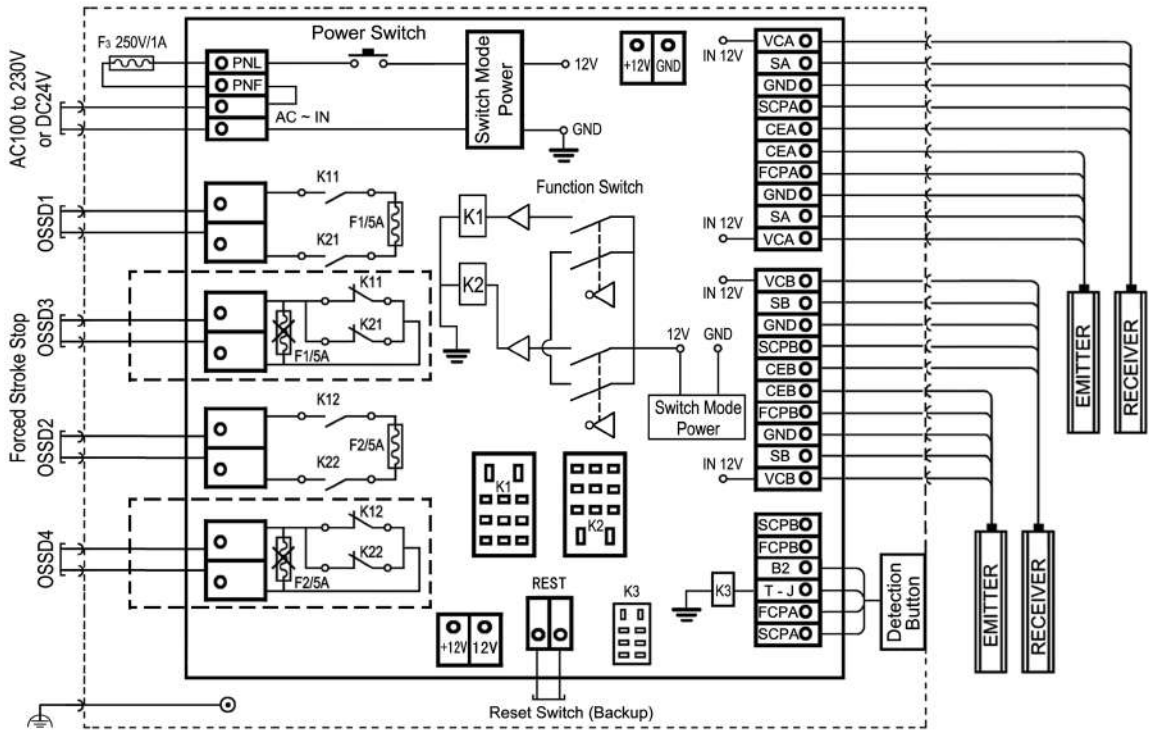 AC100 to 230V
or DC24V
F3 250V/1A
PNL
PNF
AC ~ IN
Power Switch
Switch Mode
Power
12V
GND
+12V GND
IN 12V
VCA
SA
GND
SCPA
CEA
CEA
FCPA
GND
SA
VCA
IN 12V
OSSD1
K11
K21
F1/5A
Function Switch
K1
K2
Forced Stroke Stop
OSSD3
K11
K21
F1/5A
12V GND
Switch Mode
Power
IN 12V
VCB
SB
GND
SCPB
CEB
CEB
FCPB
GND
SB
VCB
IN 12V
EMITTER
RECEIVER
OSSD2
K12
K22
F2/5A
K1
K2
OSSD4
K12
K22
F2/5A
REST
K3
K3
SCPB
FCPB
B2
T - J
FCPA
SCPA
Detection
Button
EMITTER
RECEIVER
+12V 12V
Reset Switch (Backup)